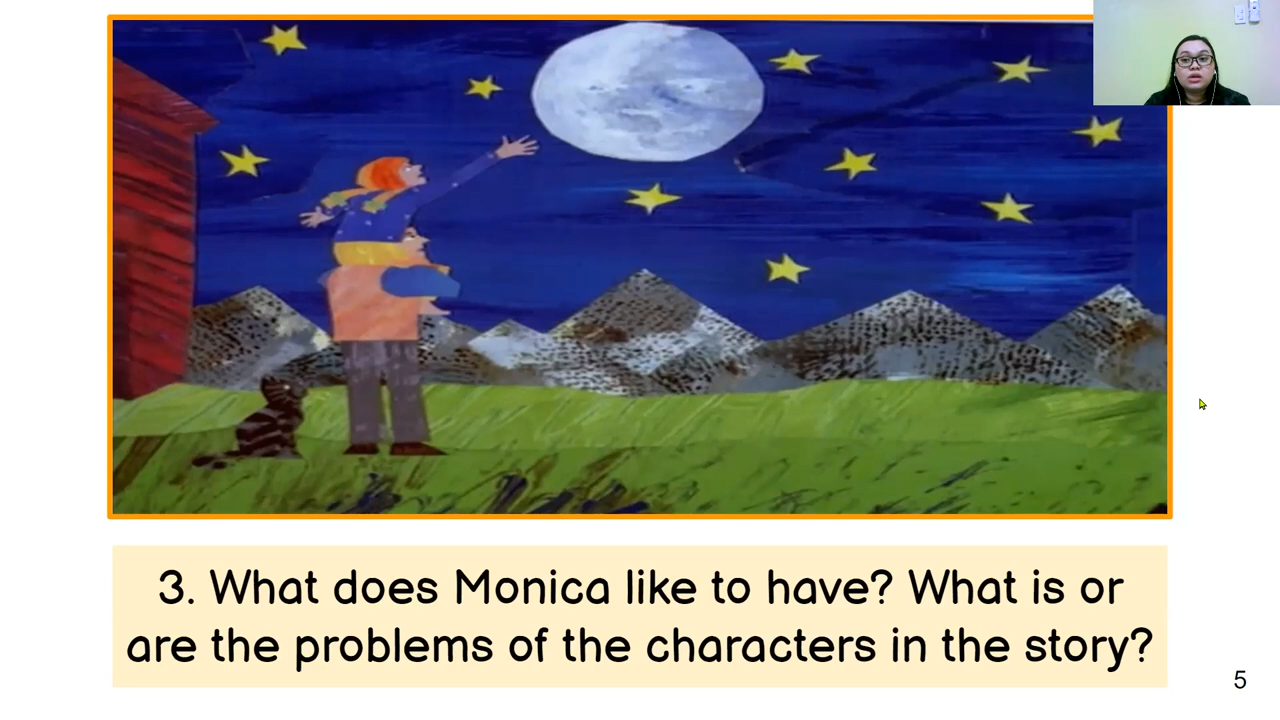 3. What does Monica like to have? What is or
are the problems of the characters in the story?
5